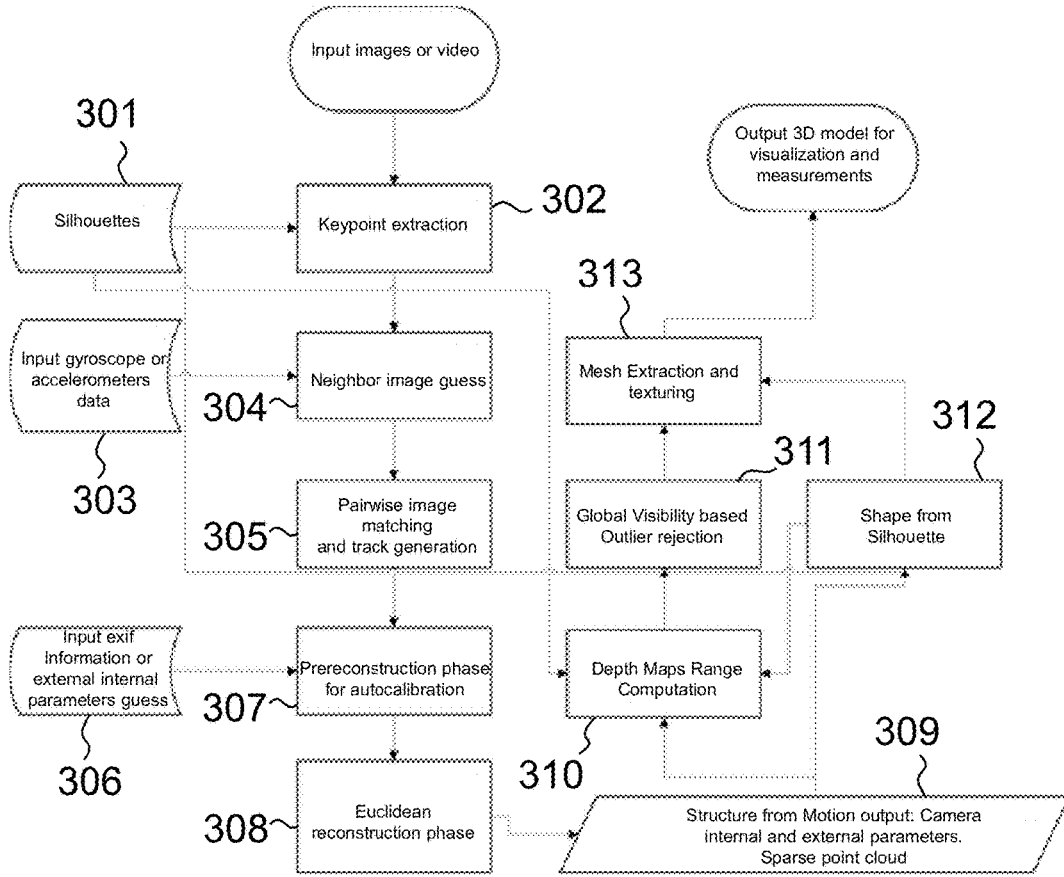 Input images or video
301
Silhouettes
Keypoint extraction
302
Output 3D model for
visualization and
measurements
Input gyroscope or
accelerometers
data
303
Neighbor image guess
304
313
Mesh Extraction and
texturing
305
Pairwise image
matching
and track generation
311
Global Visibility based
Outlier rejection
312
Shape from
Silhouette
Input exif
Information or
external internal
parameters guess
306
Prereconstruction phase
for autocalibration
307
Depth Maps Range
Computation
310
308
Euclidean
reconstruction phase
309
Structure from Motion output: Camera
internal and external parameters.
Sparse point cloud